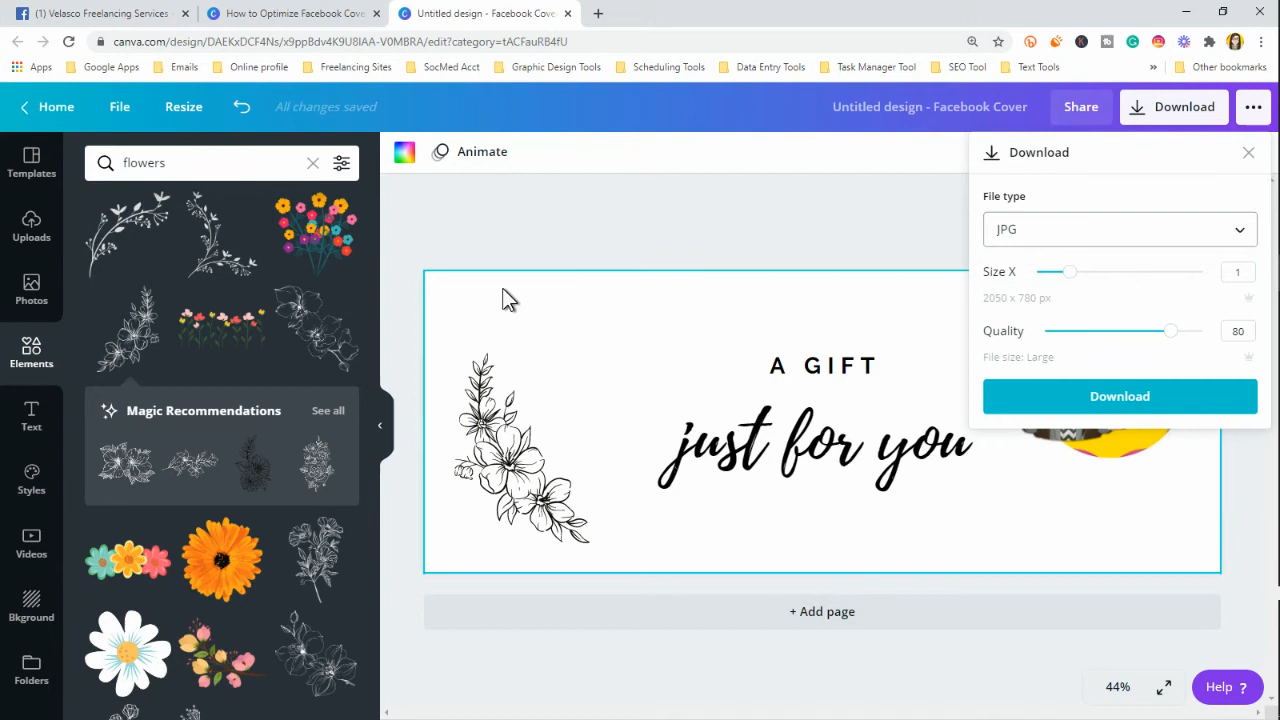 (1) Velasco Freelancing Services -
How to Optimize Facebook Cove
Untitled design - Facebook Cove
canva.com/design/DAEKxDCF4Ns/x9ppBdv4K9U8IAA-V0MBRA/edit?category=tACFauRB4fU
Apps
Google Apps
Emails
Online profile
Freelancing Sites
SocMed Acct
Graphic Design Tools
Scheduling Tools
Data Entry Tools
Task Manager Tool
SEO Tool
Text Tools
»
Other bookmarks
Home
File
Resize
All changes saved
Untitled design - Facebook Cover
Share
Download
Templates
Uploads
Photos
Elements
Text
Styles
Videos
Bkground
Folders
flowers
Magic Recommendations
See all
Animate
Download
File type
JPG
Size X
1
2050 x 780 px
Quality
80
File size: Large
Download
A GIFT
just for you
+ Add page
44%
Help ?